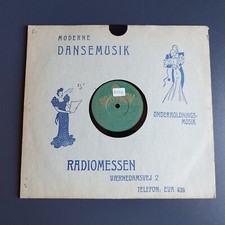 MODERNE
DANSEMUSIK
UNDERHOLDNINGS-
MUSIK
RADIOMESSEN
VÆRNEDAMSVEJ 2
TELEFON: EVA